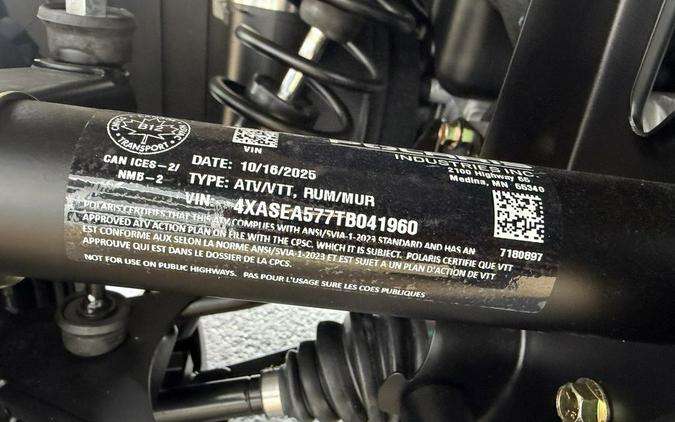 B12
TRANSPORT
CAN ICES-2/
NMB-2
VIN
DATE: 10/16/2025
TYPE: ATV/VTT, RUM/MUR
VIN: 4XASEA577TB041960
INDUSTRIES INC.
2100 Highway 55
Medina, MN 55340
7180897
POLARIS CERTIFIES THAT THIS ATV COMPLIES WITH ANSI/SVIA-1-2023 STANDARD AND HAS AN
APPROVED ATV ACTION PLAN ON FILE WITH THE CPSC, WHICH IT IS SUBJECT. POLARIS CERTIFIE QUE VTT
EST CONFORME AUX SELON LA NORME ANSI/SVIA-1-2023 ET EST SUJET A UN PLAN D'ACTION DE VTT
APPROUVE QUI EST DANS LE DOSSIER DE LA CPCS.
NOT FOR USE ON PUBLIC HIGHWAYS. PAS POUR L'USAGE SURE LES COES PUBLIQUES